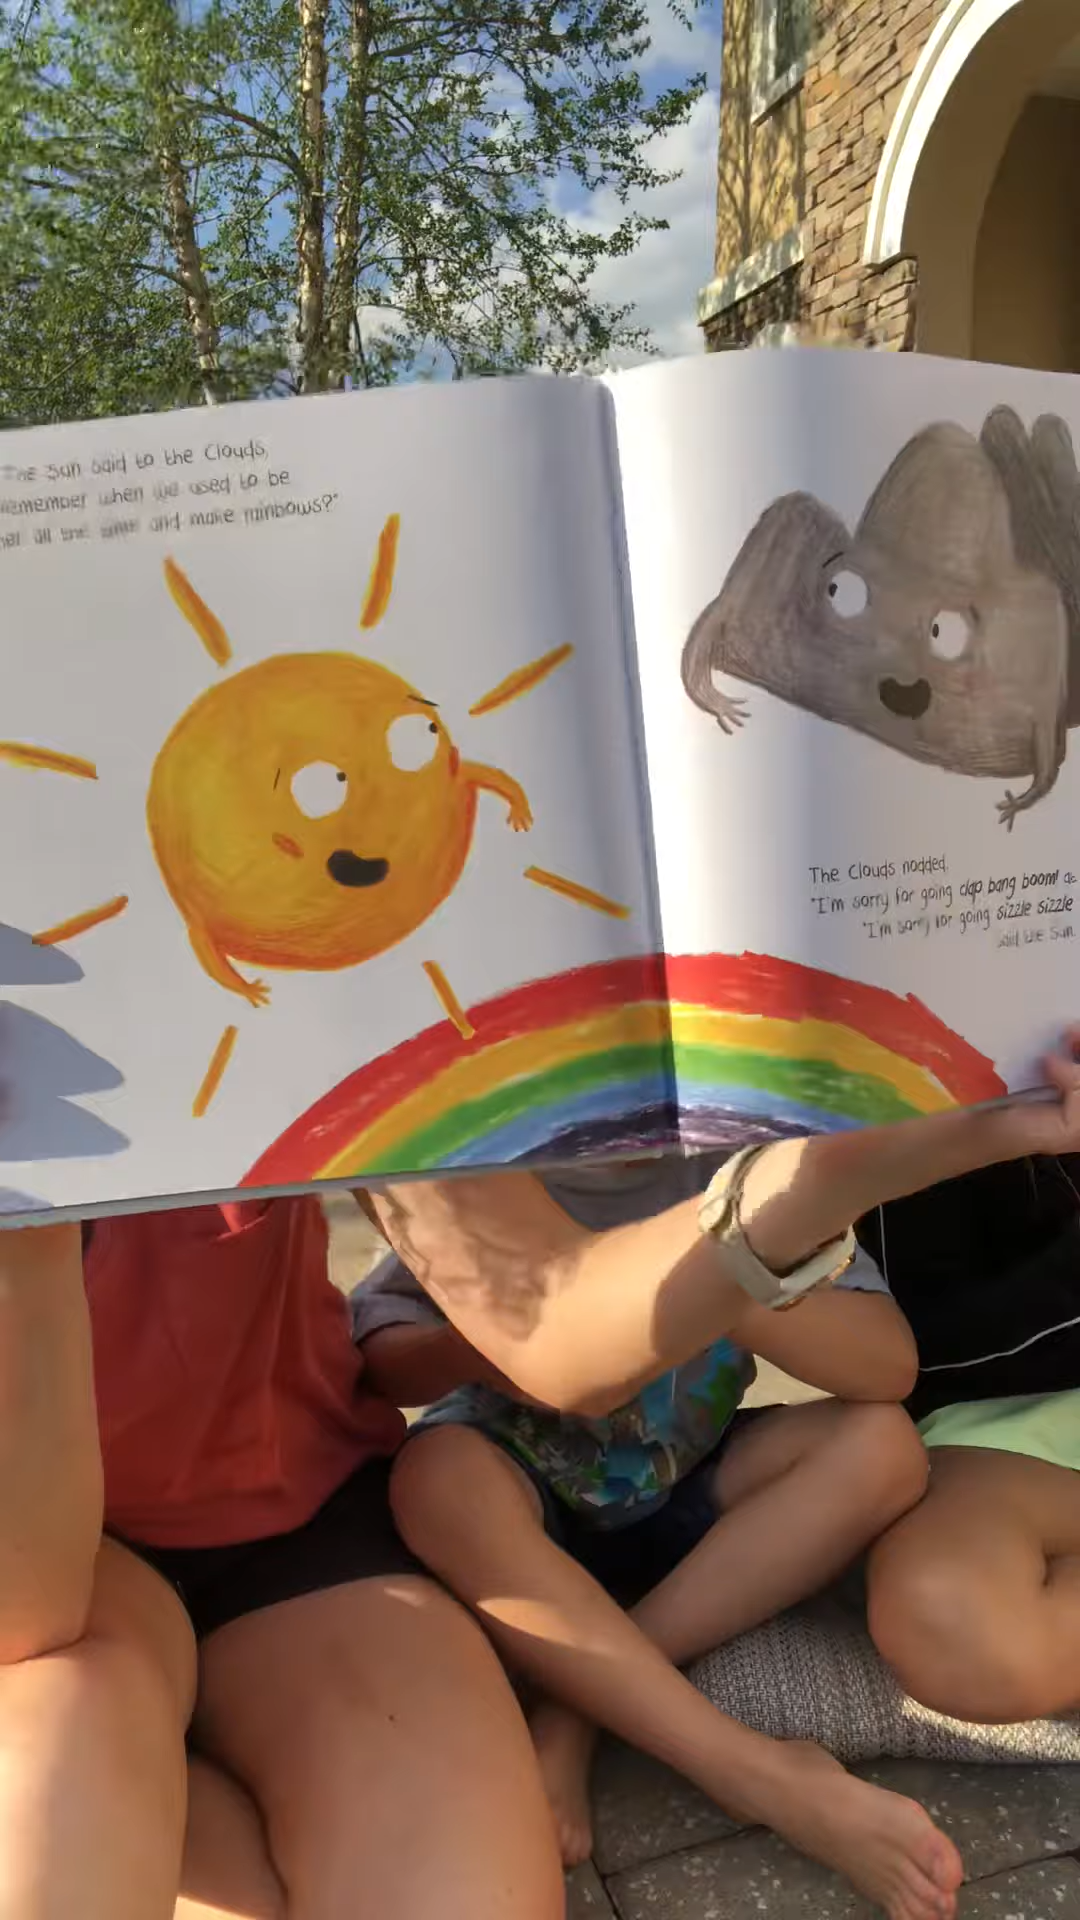 The Sun said to the Clouds,
remember when we used to be
all the time and make rainbows?"
The Clouds nodded.
"I'm sorry for going clap bang boom!
"I'm sorry for going sizzle sizzle
said the Sun.